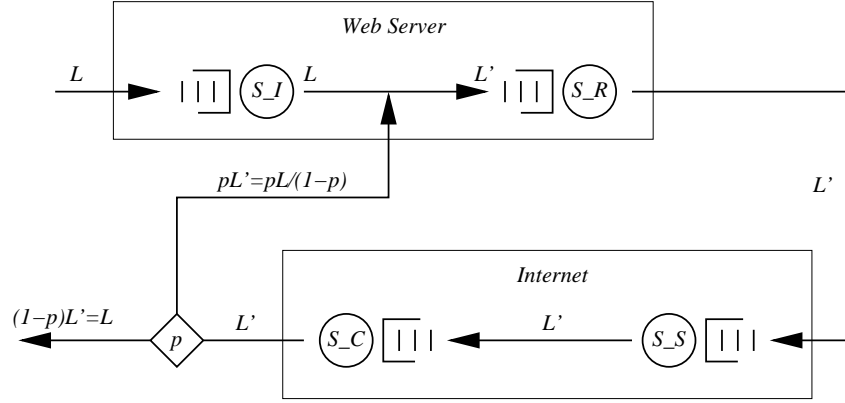 Web Server
L
S_I
L
L'
S_R
pL'=pL/(1−p)
L'
Internet
(1−p)L'=L
p
L'
S_C
L'
S_S